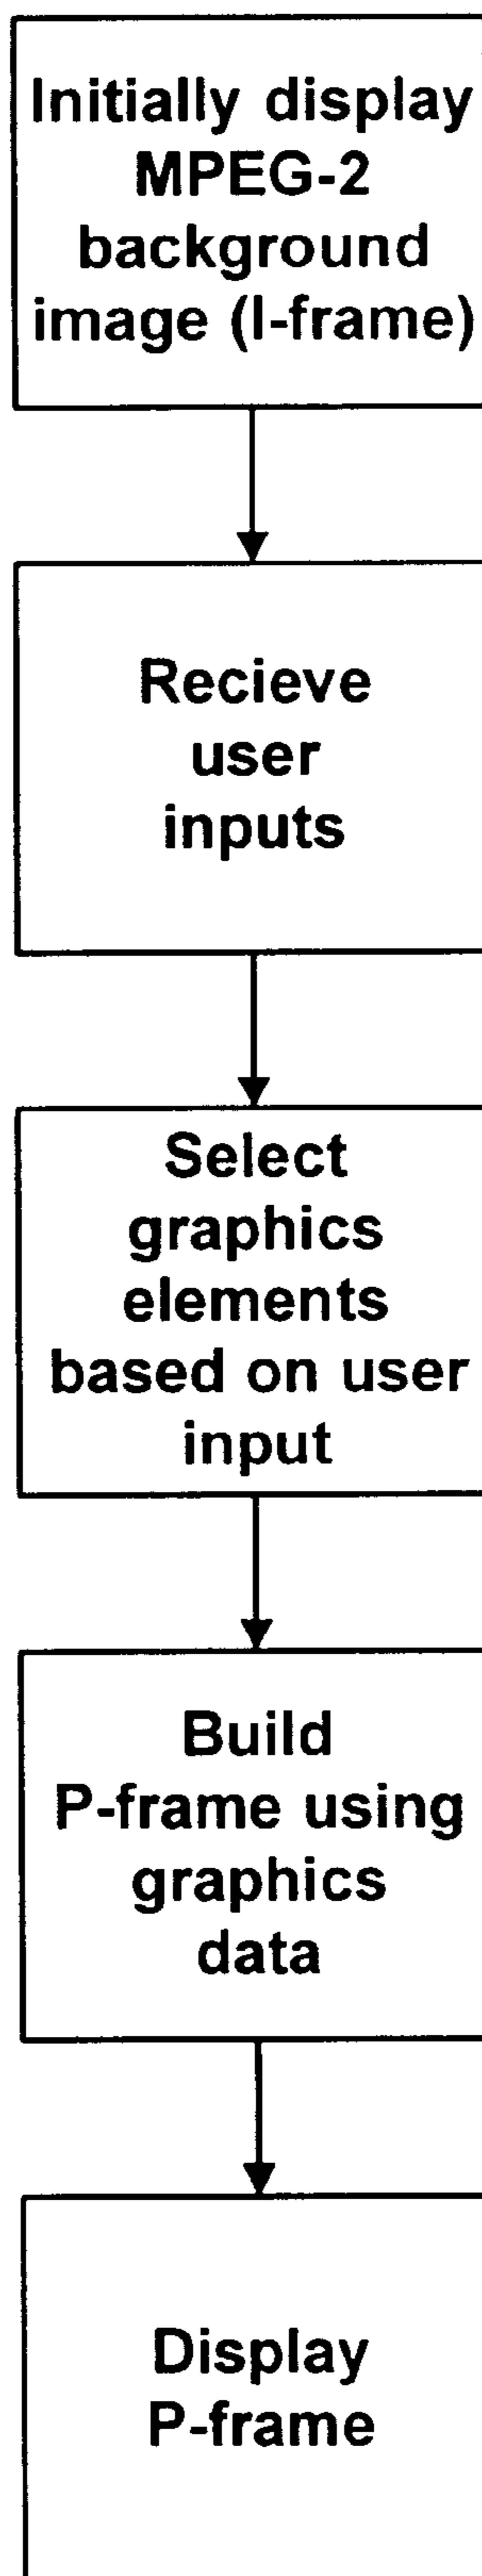 Initially display
MPEG-2
background
image (I-frame)
Recieve
user
inputs
Select
graphics
elements
based on user
input
Build
P-frame using
graphics
data
Display
P-frame